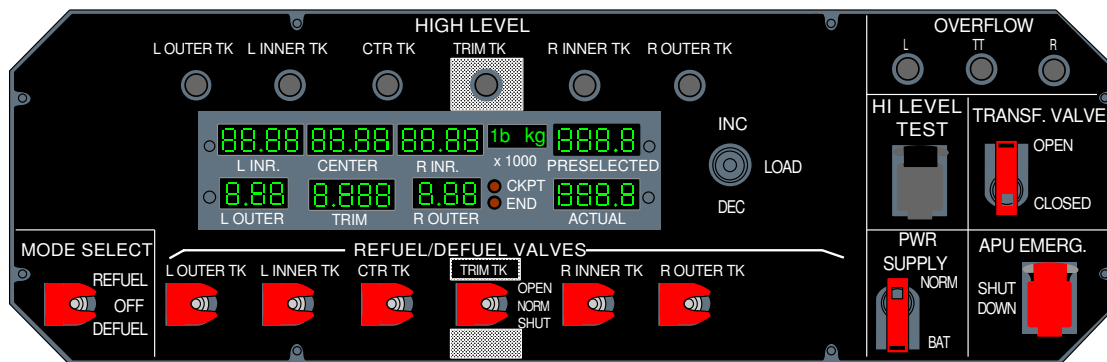 HIGH LEVEL
L OUTER TK L INNER TK CTR TK TRIM TK R INNER TK R OUTER TK
OVERFLOW
L TT R
88.88 88.88 88.88 1b kg 888.8
L INR. CENTER R INR. x 1000 PRESELECTED
8.88 8.888 8.88 CKPT 888.8
END
L OUTER TRIM R OUTER ACTUAL
INC
LOAD
DEC
HI LEVEL
TEST
TRANSF. VALVE
OPEN
CLOSED
MODE SELECT
REFUEL
OFF
DEFUEL
REFUEL/DEFUEL VALVES
L OUTER TK L INNER TK CTR TK TRIM TK R INNER TK R OUTER TK
OPEN
NORM
SHUT
PWR
SUPPLY
NORM
BAT
APU EMERG.
SHUT
DOWN